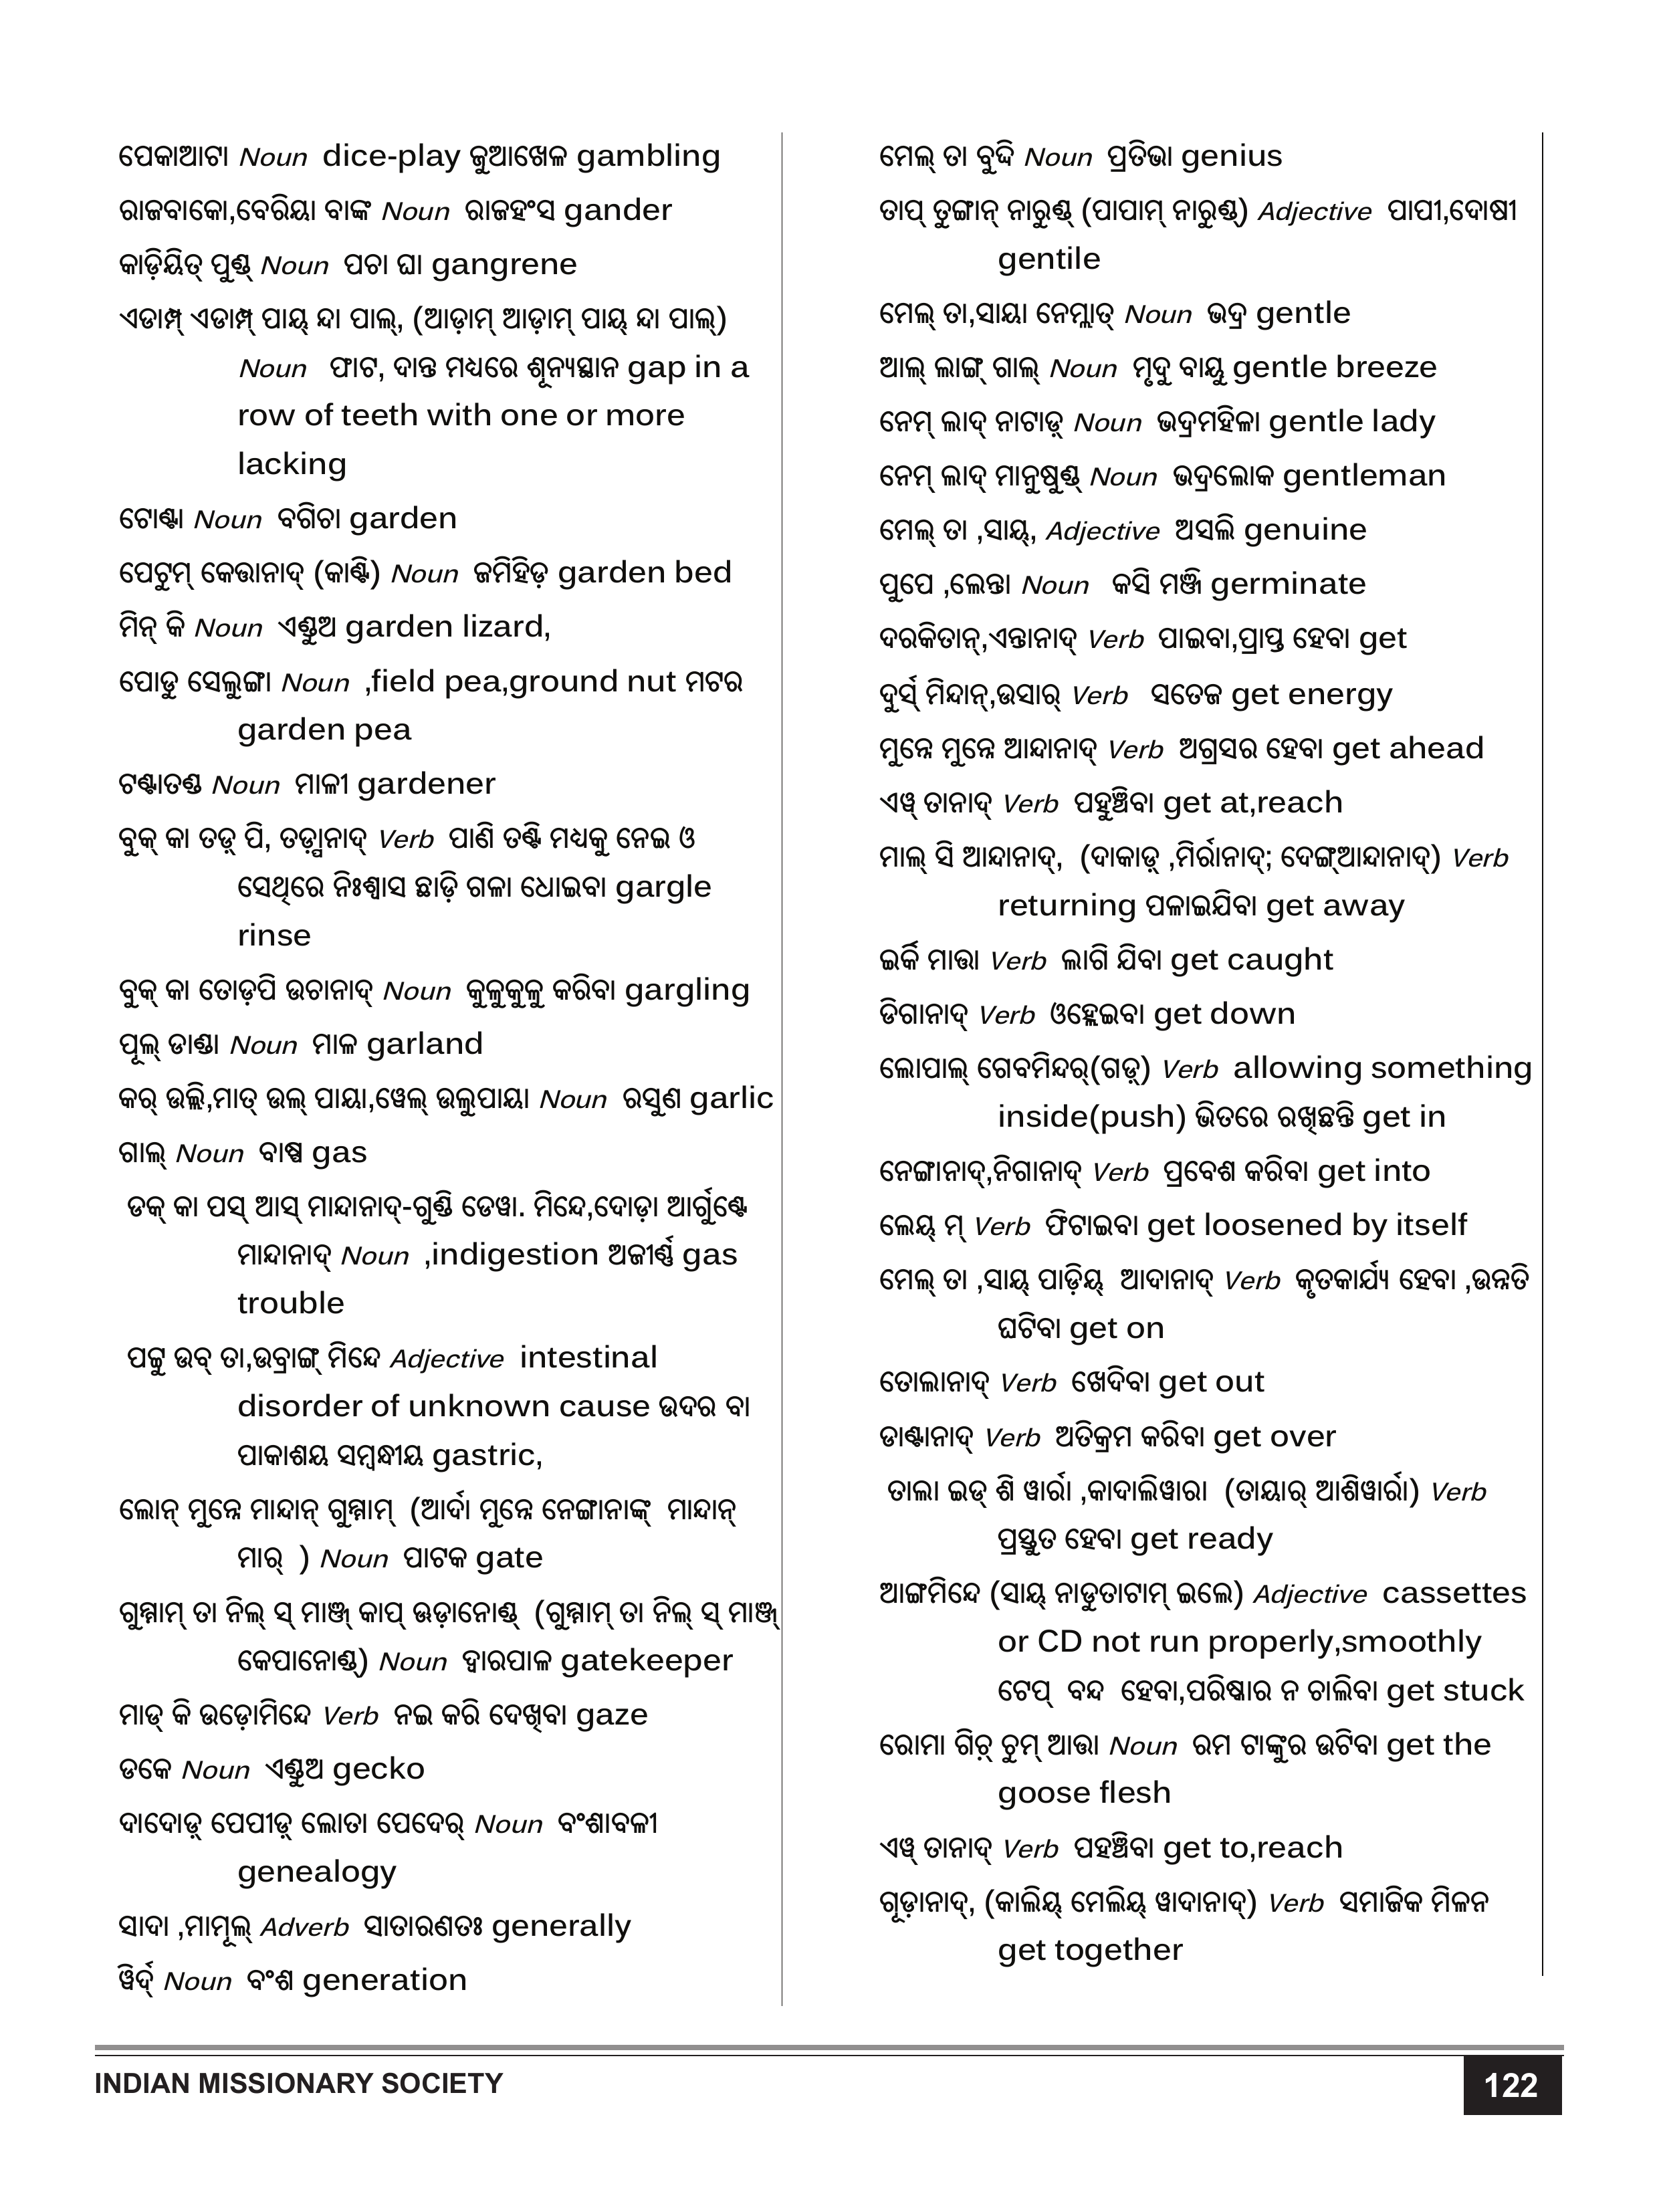 ପେକାଆଟା Noun dice-play ଜୁଆଖେଳ gambling
ରାଜବାକୋ,ବେରିୟା ବାଙ୍କ Noun ରାଜହଂସ gander
କାଡ଼ିୟିତ୍ ପୁଣ୍ଡ୍ Noun ପଚା ଘା gangrene
ଏଡାମ୍ପ୍ ଏଡାମ୍ପ୍ ପାୟ୍ ନ୍ଦା ପାଲ୍, (ଆଡ଼ାମ୍ ଆଡ଼ାମ୍ ପାୟ୍ ନ୍ଦା ପାଲ୍)
Noun ଫାଟ, ଦାନ୍ତ ମଧ୍ୟରେ ଶୂନ୍ୟସ୍ଥାନ gap in a
row of teeth with one or more
lacking
ଟୋଣ୍ଟା Noun ବଗିଚା garden
ପେଟୁମ୍ କେଉାନାଦ୍ (କାଣ୍ଟି) Noun ଜମିହିଡ଼ garden bed
ମିନ୍ କି Noun ଏଣ୍ଡୁଅ garden lizard,
ପୋଡୁ ସେଲୁଙ୍ଗା Noun ,field pea,ground nut ମଟର
garden pea
ଟଣ୍ଟାତଣ୍ଡ Noun ମାଳୀ gardener
ବୁକ୍ କା ତଡ଼୍ ପି, ତଡ଼୍ପାନାଦ୍ Verb ପାଣି ତଣ୍ଟି ମଧ୍ୟକୁ ନେଇ ଓ
ସେଥିରେ ନିଃଶ୍ୱାସ ଛାଡ଼ି ଗଳା ଧୋଇବା gargle
rinse
ବୁକ୍ କା ତୋଡ଼ପି ଉଚାନାଦ୍ Noun କୁଳୁକୁଳୁ କରିବା gargling
ପୂଲ୍ ଡାଣ୍ଡା Noun ମାଳ garland
କର୍ ଉଲ୍ଲି,ମାତ୍ ଉଲ୍ ପାୟା,ୱେଲ୍ ଉଲୁପାୟା Noun ରସୁଣ garlic
ଗାଲ୍ Noun ବାଷ୍ପ gas
ଡକ୍ କା ପସ୍ ଆସ୍ ମାନ୍ଦାନାଦ୍-ଗୁଣ୍ଡି ଡେୱା. ମିନ୍ଦେ,ଦୋଡ଼ା ଆର୍ଗୁଣ୍ଟେ
ମାନ୍ଦାନାଦ୍ Noun ,indigestion ଅଜୀର୍ଣ୍ଣ gas
trouble
ପଟ୍ଟୁ ଉବ୍ ତା,ଉବ୍ରାଙ୍ଗ୍ ମିନ୍ଦେ Adjective intestinal
disorder of unknown cause ଉଦର ବା
ପାକାଶୟ ସମ୍ବନ୍ଧୀୟ gastric,
ଲୋନ୍ ମୁନ୍ନେ ମାନ୍ଦାନ୍ ଗୁମ୍ମାମ୍ (ଆର୍ଦା ମୁନ୍ନେ ନେଙ୍ଗାନାଙ୍କ୍ ମାନ୍ଦାନ୍
ମାର୍ ) Noun ପାଟକ gate
ଗୁମ୍ମାମ୍ ତା ନିଲ୍ ସ୍ ମାଞ୍ଜ୍ କାପ୍ ଊଡ଼ାନୋଣ୍ଡ୍ (ଗୁମ୍ମାମ୍ ତା ନିଲ୍ ସ୍ ମାଞ୍ଜ୍
କେପାନୋଣ୍ଡ୍) Noun ଦ୍ୱାରପାଳ gatekeeper
ମାଡ୍ କି ଉଡ଼ୋମିନ୍ଦେ Verb ନଇ କରି ଦେଖିବା gaze
ଡକେ Noun ଏଣ୍ଡୁଅ gecko
ଦାଦୋଡ଼୍ ପେପୀଡ଼୍ ଲୋତା ପେଦେର୍ Noun ବଂଶାବଳୀ
genealogy
ସାଦା ,ମାମୂଲ୍ Adverb ସାତାରଣତଃ generally
ୱିର୍ଦ୍ Noun ବଂଶ generation
ମେଲ୍ ତା ବୁଦ୍ଦି Noun ପ୍ରତିଭା genius
ତାପ୍ ତୁଙ୍ଗାନ୍ ନାରୁଣ୍ଡ୍ (ପାପାମ୍ ନାରୁଣ୍ଡ୍) Adjective ପାପୀ,ଦୋଷୀ
gentile
ମେଲ୍ ତା,ସାୟା ନେମ୍ଲାତ୍ Noun ଭଦ୍ର gentle
ଆଲ୍ ଲାଙ୍ଗ୍ ଗାଲ୍ Noun ମୃଦୁ ବାୟୁ gentle breeze
ନେମ୍ ଲାଦ୍ ନାଟାଡ଼୍ Noun ଭଦ୍ରମହିଳା gentle lady
ନେମ୍ ଲାଦ୍ ମାନୁଷୁଣ୍ଡ୍ Noun ଭଦ୍ରଲୋକ gentleman
ମେଲ୍ ତା ,ସାୟ୍, Adjective ଅସଲି genuine
ପୁପେ ,ଲେନ୍ତା Noun କସି ମଞ୍ଜି germinate
ଦରକିତାନ୍,ଏନ୍ତାନାଦ୍ Verb ପାଇବା,ପ୍ରାପ୍ତ ହେବା get
ଦୁର୍ସ୍ ମିନ୍ଦାନ୍,ଉସାର୍ Verb ସତେଜ get energy
ମୁନ୍ନେ ମୁନ୍ନେ ଆନ୍ଦାନାଦ୍ Verb ଅଗ୍ରସର ହେବା get ahead
ଏୱ୍ ତାନାଦ୍ Verb ପହୁଞ୍ଚିବା get at,reach
ମାଲ୍ ସି ଆନ୍ଦାନାଦ୍, (ଦାକାଡ଼୍ ,ମିର୍ରାନାଦ୍; ଦେଙ୍ଗ୍ଆନ୍ଦାନାଦ୍) Verb
returning ପଳାଇଯିବା get away
ଇର୍କି ମାତ୍ତା Verb ଲାଗି ଯିବା get caught
ଡିଗାନାଦ୍ Verb ଓହ୍ଲେଇବା get down
ଲୋପାଲ୍ ଗେବମିନ୍ଦର୍(ଗଡ଼୍) Verb allowing something
inside(push) ଭିତରେ ରଖିଛନ୍ତି get in
ନେଙ୍ଗାନାଦ୍,ନିଗାନାଦ୍ Verb ପ୍ରବେଶ କରିବା get into
ଲେୟ୍ ମ୍ Verb ଫିଟାଇବା get loosened by itself
ମେଲ୍ ତା ,ସାୟ୍ ପାଡ଼ିୟ୍ ଆଦାନାଦ୍ Verb କୃତକାର୍ଯ୍ୟ ହେବା ,ଉନ୍ନତି
ଘଟିବା get on
ତୋଲାନାଦ୍ Verb ଖେଦିବା get out
ଡାଣ୍ଟାନାଦ୍ Verb ଅତିକ୍ରମ କରିବା get over
ତାଲା ଇଡ୍ ଶି ୱାର୍ରା ,କାଦାଲିୱାରା (ତାୟାର୍ ଆଶିୱାର୍ରା) Verb
ପ୍ରସ୍ତୁତ ହେବା get ready
ଆଙ୍ଗମିନ୍ଦେ (ସାୟ୍ ନାଡୁତାଟାମ୍ ଇଲେ) Adjective cassettes
or CD not run properly,smoothly
ଟେପ୍ ବନ୍ଦ ହେବା,ପରିଷ୍କାର ନ ଚାଲିବା get stuck
ରୋମା ଗିଚ଼୍ ଚୁମ୍ ଆତ୍ତା Noun ରମ ଟାଙ୍କୁର ଉଟିବା get the
goose flesh
ଏୱ୍ ତାନାଦ୍ Verb ପହଞ୍ଚିବା get to,reach
ଗୂଡ଼ାନାଦ୍, (କାଲିୟ୍ ମେଲିୟ୍ ୱାଦାନାଦ୍) Verb ସମାଜିକ ମିଳନ
get together
INDIAN MISSIONARY SOCIETY
122